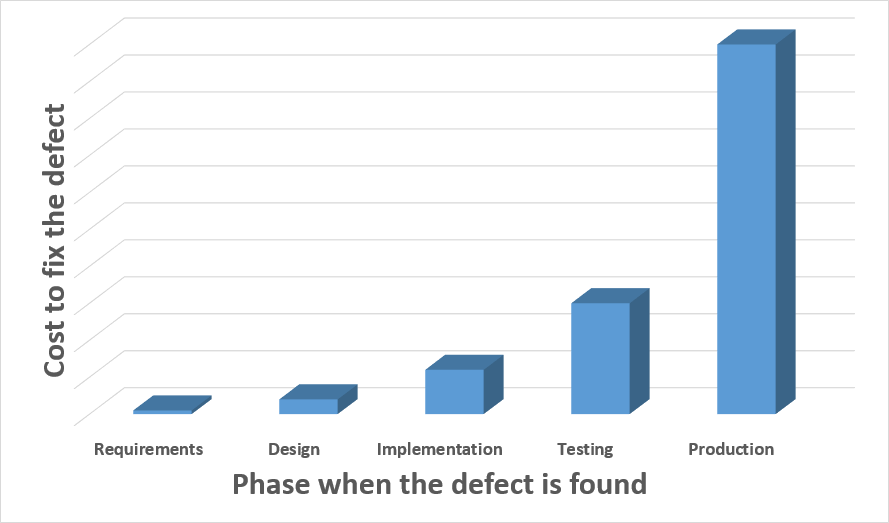 Cost to fix the defect
Requirements
Design
Implementation
Testing
Production
Phase when the defect is found